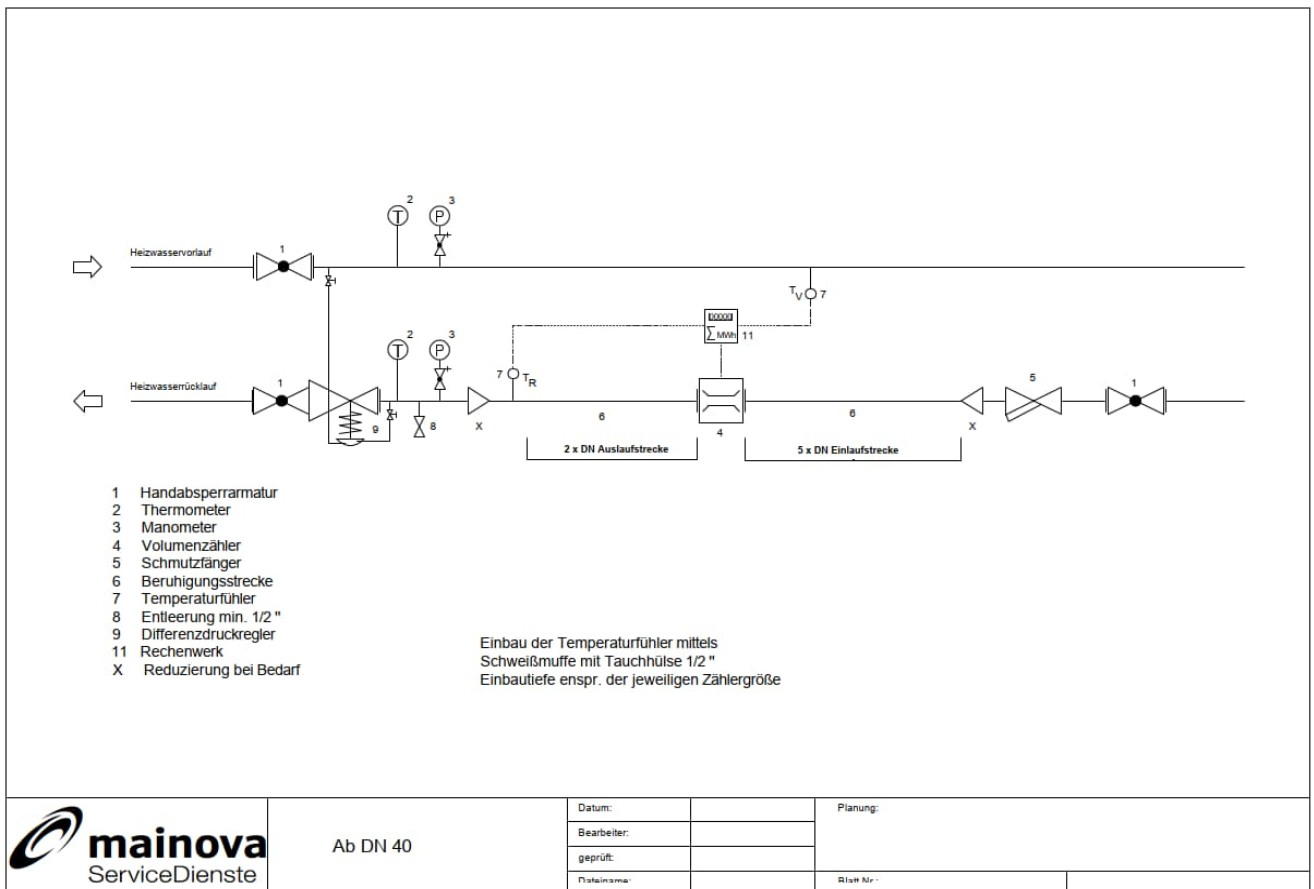 2
3
T
P
Heizwasservorlauf
1
T
V
7
00000
∑ MWh
11
2
3
T
P
Heizwasserrücklauf
1
7
T
R
5
1
6
6
9
8
X
4
X
2 x DN Auslaufstrecke
5 x DN Einlaufstrecke
1 Handabsperrarmatur
2 Thermometer
3 Manometer
4 Volumenzähler
5 Schmutzfänger
6 Beruhigungsstrecke
7 Temperaturfühler
8 Entleerung min. 1/2 "
9 Differenzdruckregler
11 Rechenwerk
X Reduzierung bei Bedarf
Einbau der Temperaturfühler mittels
Schweißmuffe mit Tauchhülse 1/2 "
Einbautiefe enspr. der jeweiligen Zählergröße
mainova
ServiceDienste
Ab DN 40
Datum:
Bearbeiter:
geprüft:
Dateiname:
Planung:
Blatt Nr.: